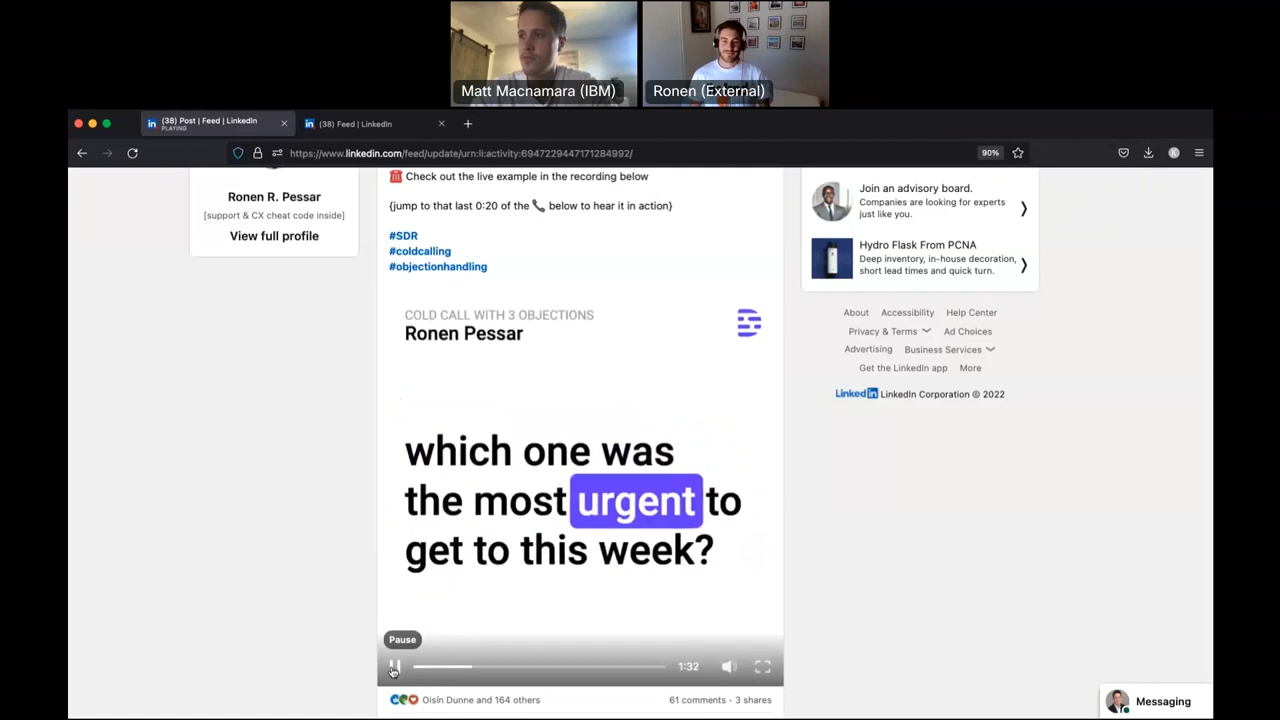 Matt Macnamara (IBM)
Ronen (External)
(38) Post | Feed | LinkedIn
PLAYING
(38) Feed | LinkedIn
https://www.linkedin.com/feed/update/urn:li:activity:6947229447171284992/
90%
K
Ronen R. Pessar
[support & CX cheat code inside]
View full profile
☎️ Check out the live example in the recording below
{jump to that last 0:20 of the 📞 below to hear it in action}
#SDR
#coldcalling
#objectionhandling
COLD CALL WITH 3 OBJECTIONS
Ronen Pessar
which one was
the most urgent to
get to this week?
Pause
1:32
Oisín Dunne and 164 others
61 comments · 3 shares
Join an advisory board.
Companies are looking for experts
just like you.
Hydro Flask From PCNA
Deep inventory, in-house decoration,
short lead times and quick turn.
About Accessibility Help Center
Privacy & Terms Ad Choices
Advertising Business Services
Get the LinkedIn app More
LinkedIn LinkedIn Corporation © 2022
Messaging